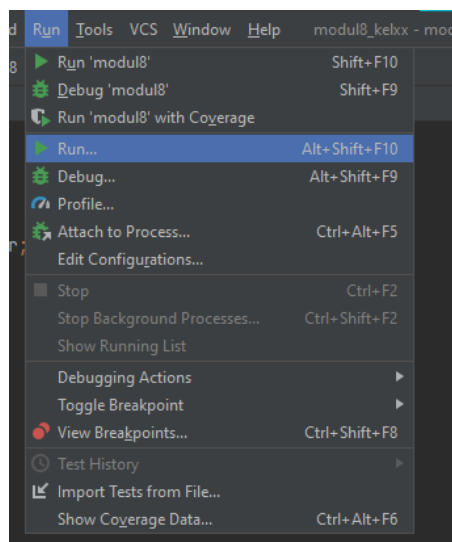 d Run Tools VCS Window Help modul8_kelxx - mod
8 Run 'modul8' Shift+F10
Debug 'modul8' Shift+F9
Run 'modul8' with Coverage
Run... Alt+Shift+F10
Debug... Alt+Shift+F9
Profile...
Attach to Process... Ctrl+Alt+F5
r; Edit Configurations...
Stop Ctrl+F2
Stop Background Processes... Ctrl+Shift+F2
Show Running List
Debugging Actions
Toggle Breakpoint
View Breakpoints... Ctrl+Shift+F8
Test History
Import Tests from File...
Show Coverage Data... Ctrl+Alt+F6